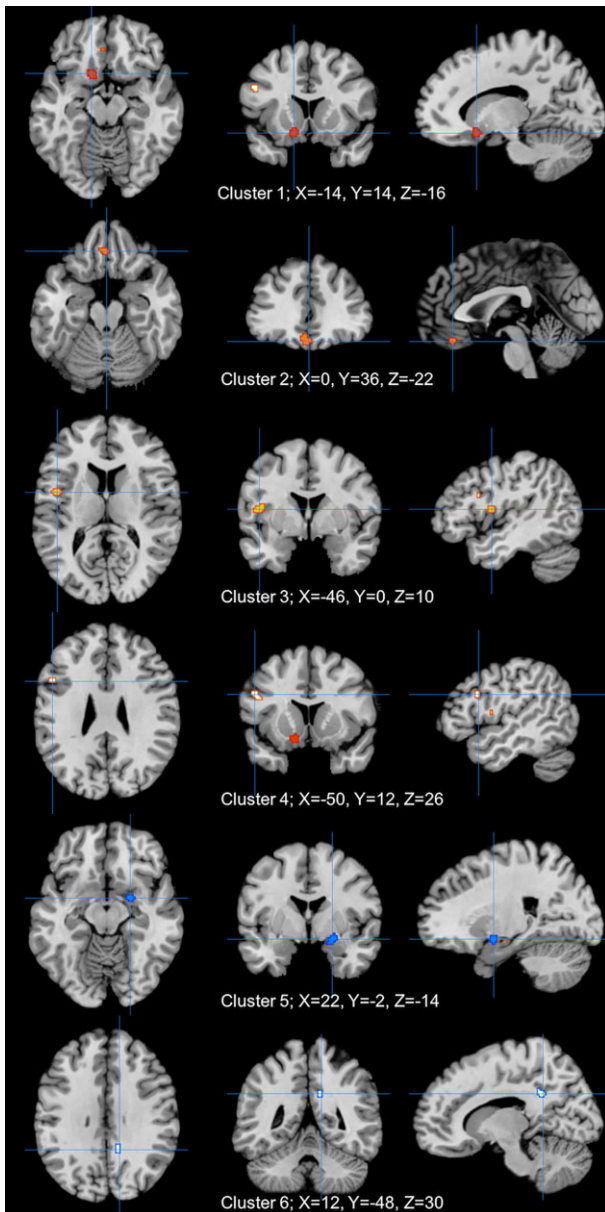 Cluster 1; X=-14, Y=14, Z=-16
Cluster 2; X=0, Y=36, Z=-22
Cluster 3; X=-46, Y=0, Z=10
Cluster 4; X=-50, Y=12, Z=26
Cluster 5; X=22, Y=-2, Z=-14
Cluster 6; X=12, Y=-48, Z=30